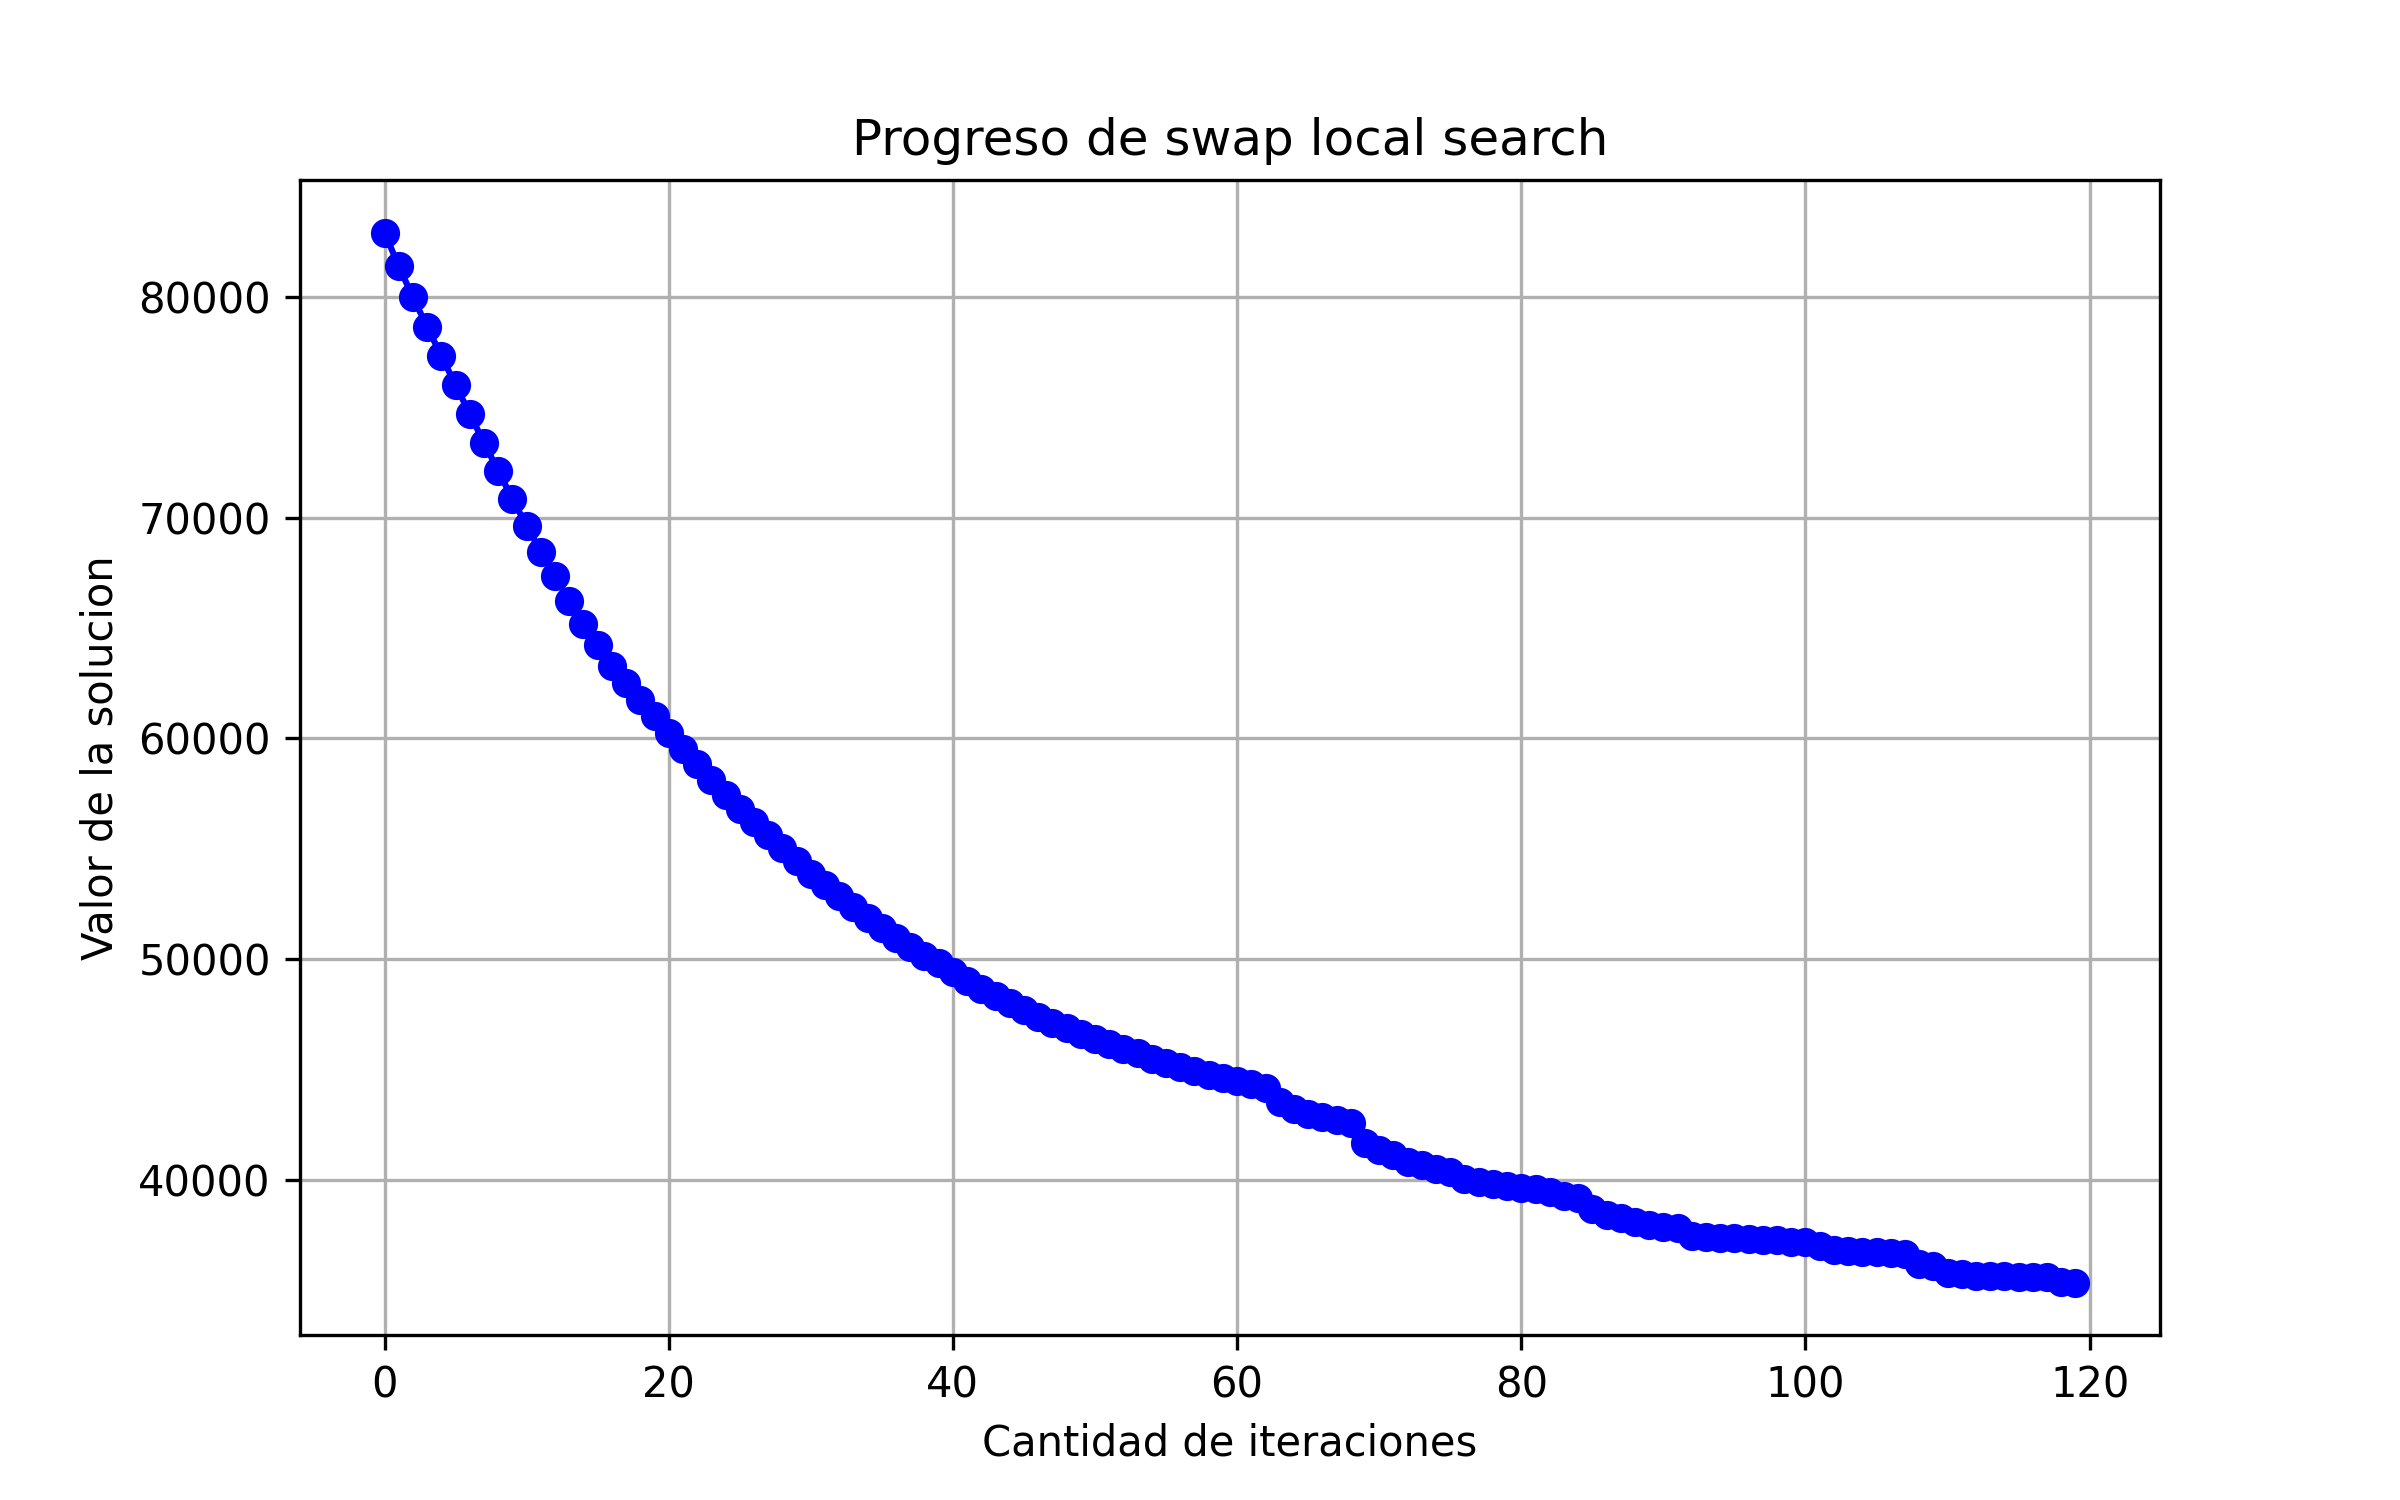 Progreso de swap local search
Valor de la solucion
80000
70000
60000
50000
40000
0 20 40 60 80 100 120
Cantidad de iteraciones